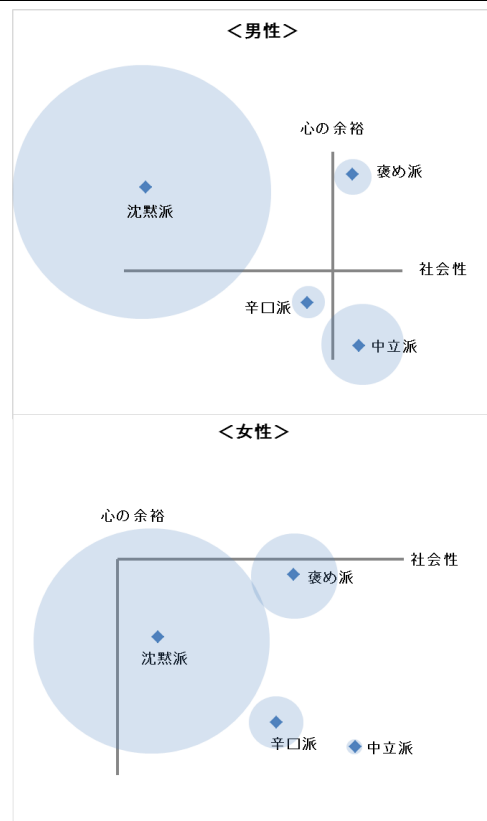 ＜男性＞
心の余裕
褒め派
沈黙派
社会性
辛口派
中立派
＜女性＞
心の余裕
社会性
褒め派
沈黙派
辛口派
中立派